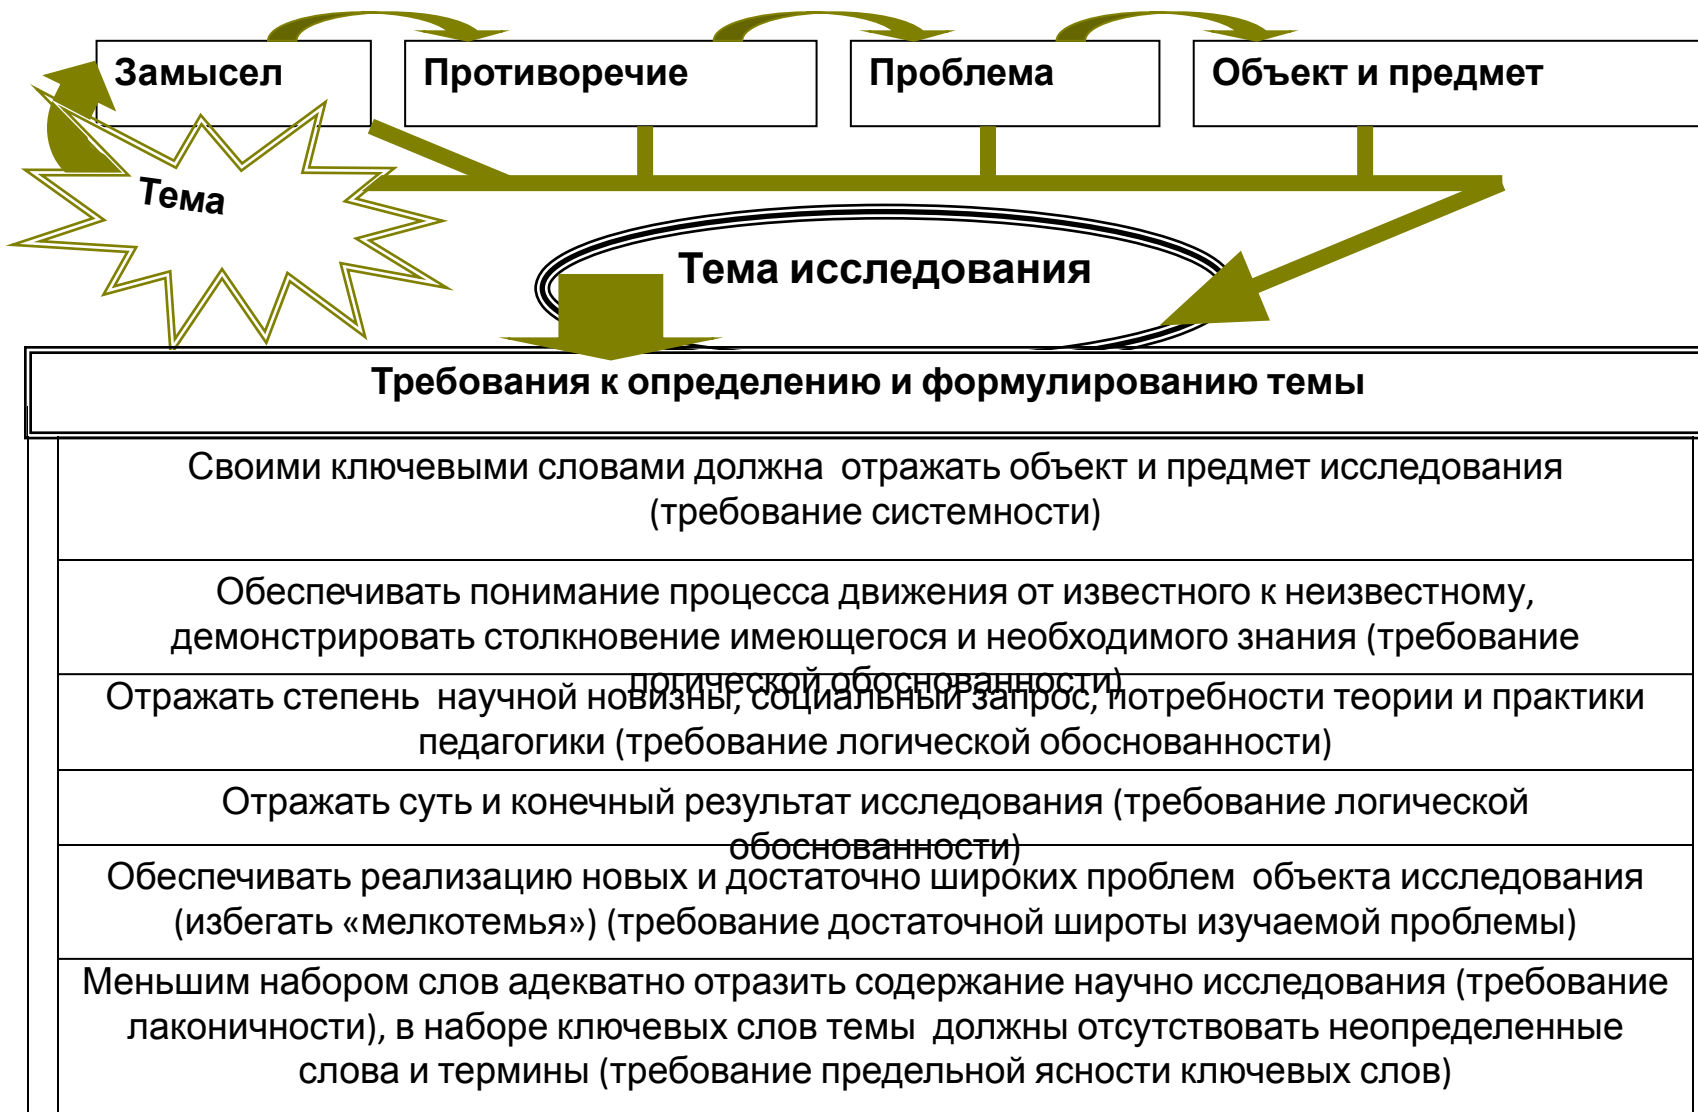 Замысел
Противоречие
Проблема
Объект и предмет
Тема
Тема исследования
Требования к определению и формулированию темы
Своими ключевыми словами должна отражать объект и предмет исследования
(требование системности)
Обеспечивать понимание процесса движения от известного к неизвестному,
демонстрировать столкновение имеющегося и необходимого знания (требование
логической обоснованности)
Отражать степень научной новизны, социальный запрос, потребности теории и практики
педагогики (требование логической обоснованности)
Отражать суть и конечный результат исследования (требование логической
обоснованности)
Обеспечивать реализацию новых и достаточно широких проблем объекта исследования
(избегать «мелкотемья») (требование достаточной широты изучаемой проблемы)
Меньшим набором слов адекватно отразить содержание научно исследования (требование
лаконичности), в наборе ключевых слов темы должны отсутствовать неопределенные
слова и термины (требование предельной ясности ключевых слов)